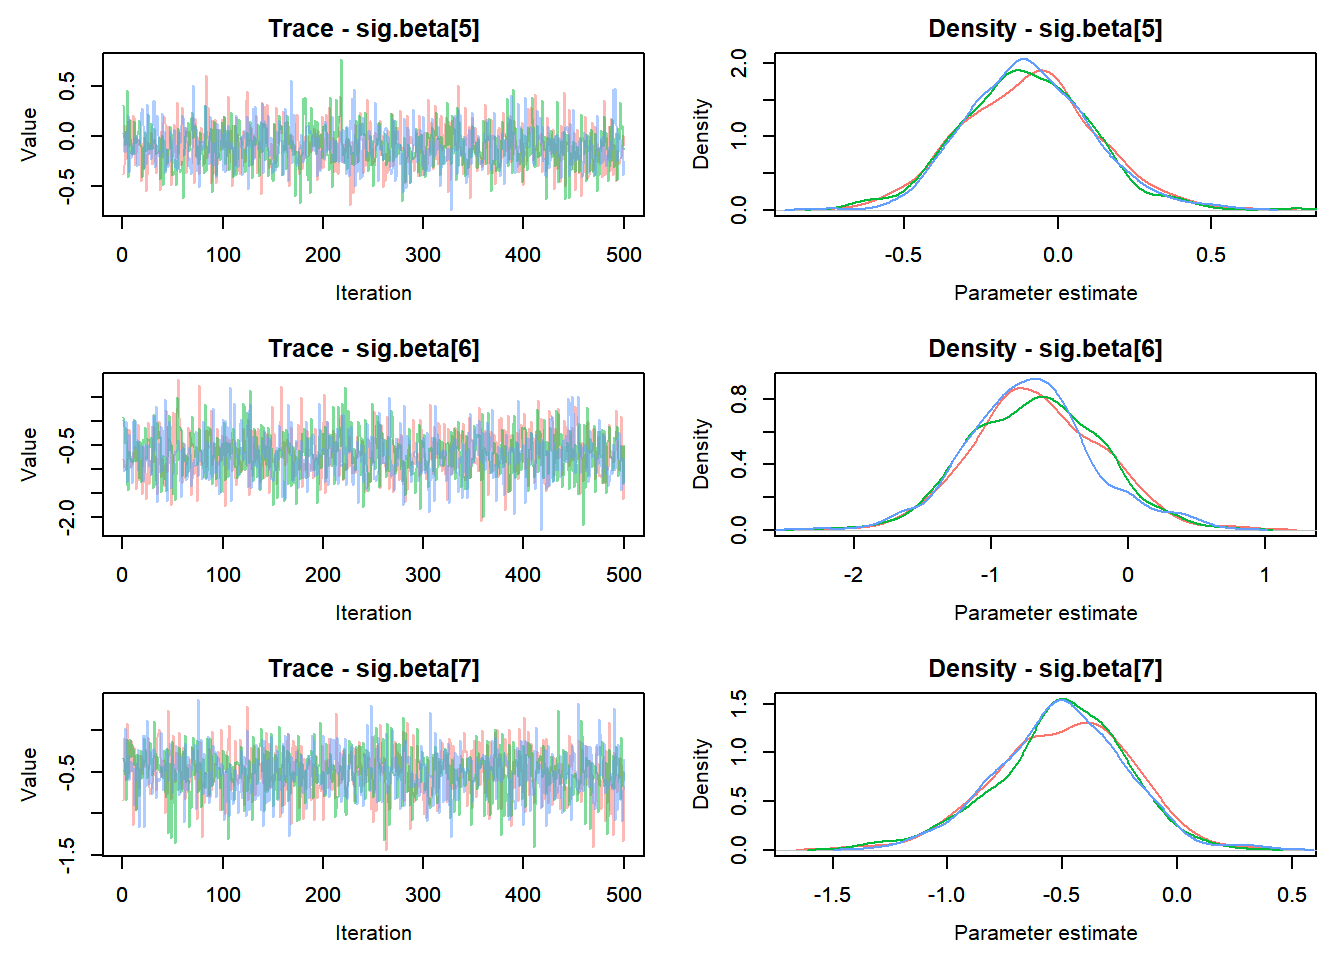 Trace - sig.beta[5]
Value
-0.5 0.0 0.5
0 100 200 300 400 500
Iteration
Density - sig.beta[5]
Density
0.0 1.0 2.0
-0.5 0.0 0.5
Parameter estimate
Trace - sig.beta[6]
Value
-2.0 -0.5
0 100 200 300 400 500
Iteration
Density - sig.beta[6]
Density
0.0 0.4 0.8
-2 -1 0 1
Parameter estimate
Trace - sig.beta[7]
Value
-1.5 -0.5
0 100 200 300 400 500
Iteration
Density - sig.beta[7]
Density
0.0 0.5 1.0 1.5
-1.5 -1.0 -0.5 0.0 0.5
Parameter estimate